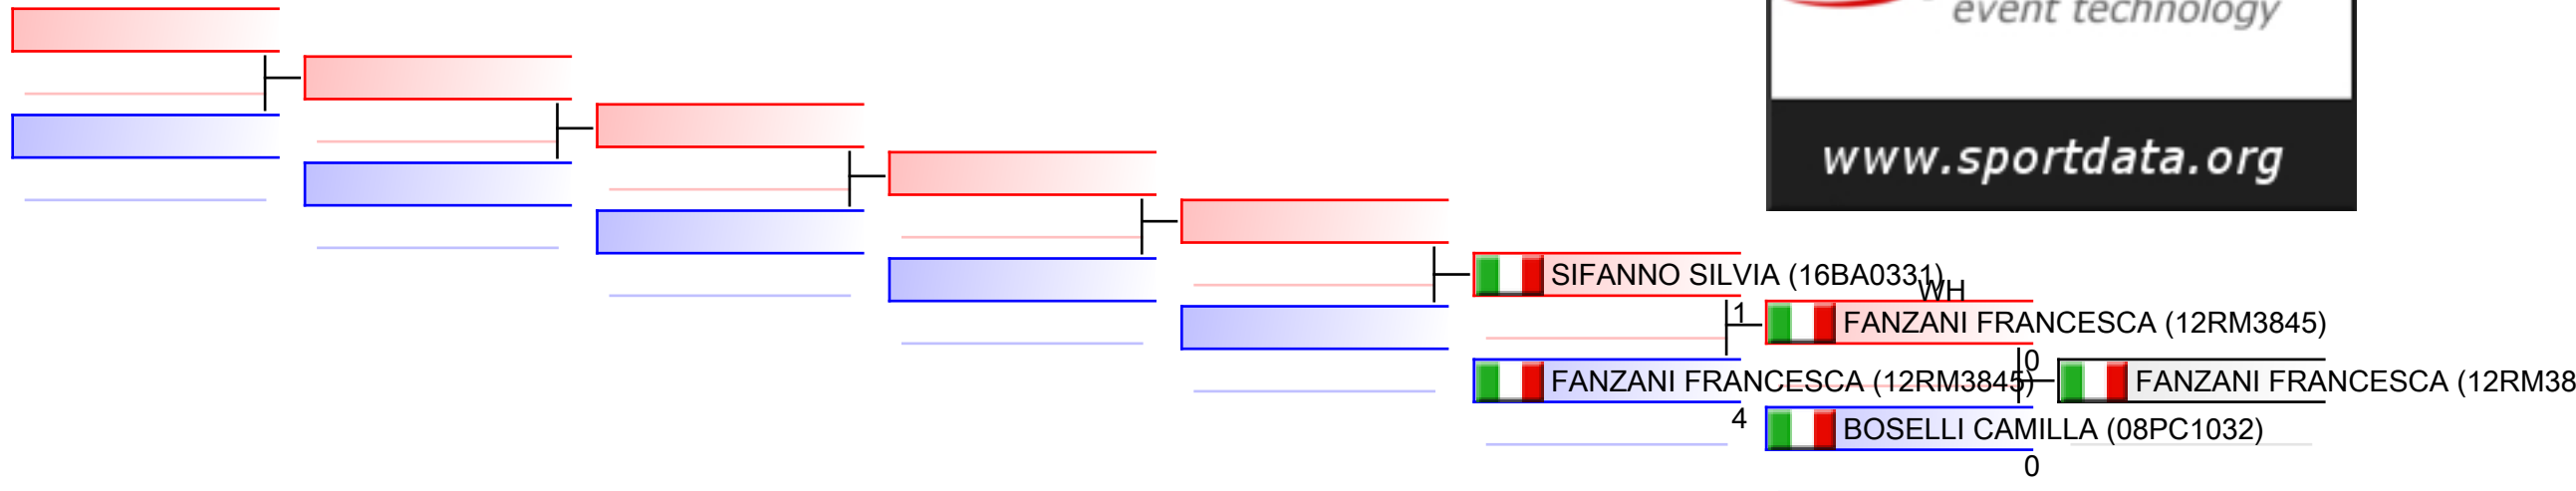 event technology
www.sportdata.org
SIFANNO SILVIA (16BA0331)
WH
1
FANZANI FRANCESCA (12RM3845)
0
FANZANI FRANCESCA (12RM3845)
FANZANI FRANCESCA (12RM38
4
BOSELLI CAMILLA (08PC1032)
0